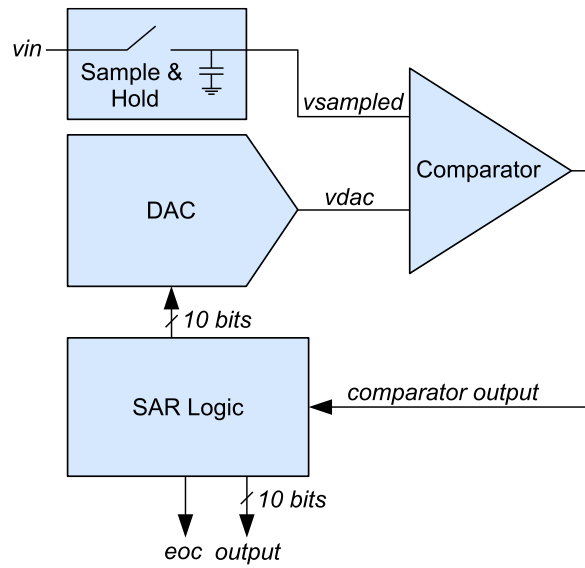 vin
Sample &
Hold
vsampled
Comparator
DAC
vdac
10 bits
SAR Logic
comparator output
10 bits
eoc output